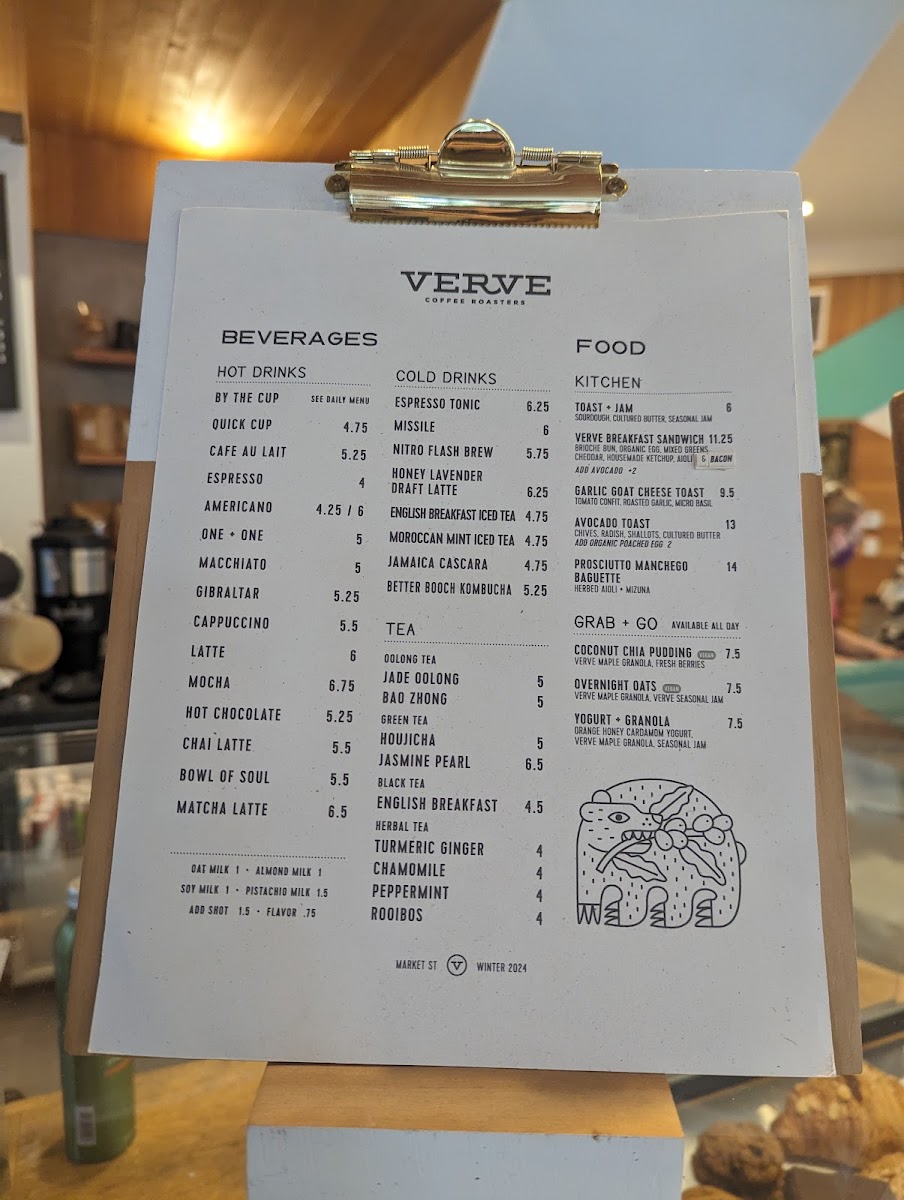 VERVE
COFFEE ROASTERS
BEVERAGES
HOT DRINKS
BY THE CUP SEE DAILY MENU
QUICK CUP 4.75
CAFE AU LAIT 5.25
ESPRESSO 4
AMERICANO 4.25 / 6
ONE + ONE 5
MACCHIATO 5
GIBRALTAR 5.25
CAPPUCCINO 5.5
LATTE 6
MOCHA 6.75
HOT CHOCOLATE 5.25
CHAI LATTE 5.5
BOWL OF SOUL 5.5
MATCHA LATTE 6.5
OAT MILK 1 · ALMOND MILK 1
SOY MILK 1 · PISTACHIO MILK 1.5
ADD SHOT 1.5 · FLAVOR .75
COLD DRINKS
ESPRESSO TONIC 6.25
MISSILE 6
NITRO FLASH BREW 5.75
HONEY LAVENDER
DRAFT LATTE 6.25
ENGLISH BREAKFAST ICED TEA 4.75
MOROCCAN MINT ICED TEA 4.75
JAMAICA CASCARA 4.75
BETTER BOOCH KOMBUCHA 5.25
TEA
OOLONG TEA
JADE OOLONG 5
BAO ZHONG 5
GREEN TEA
HOUJICHA 5
JASMINE PEARL 6.5
BLACK TEA
ENGLISH BREAKFAST 4.5
HERBAL TEA
TURMERIC GINGER 4
CHAMOMILE 4
PEPPERMINT 4
ROOIBOS 4
FOOD
KITCHEN
TOAST + JAM 6
SOURDOUGH, CULTURED BUTTER, SEASONAL JAM
VERVE BREAKFAST SANDWICH 11.25
BRIOCHE BUN, ORGANIC EGG, MIXED GREENS
CHEDDAR, HOUSEMADE KETCHUP, AIOLI & BACON
ADD AVOCADO +2
GARLIC GOAT CHEESE TOAST 9.5
TOMATO CONFIT, ROASTED GARLIC, MICRO BASIL
AVOCADO TOAST 13
CHIVES, RADISH, SHALLOTS, CULTURED BUTTER
ADD ORGANIC POACHED EGG 2
PROSCIUTTO MANCHEGO 14
BAGUETTE
HERBED AIOLI • MIZUNA
GRAB + GO AVAILABLE ALL DAY
COCONUT CHIA PUDDING VEGAN 7.5
VERVE MAPLE GRANOLA, FRESH BERRIES
OVERNIGHT OATS VEGAN 7.5
VERVE MAPLE GRANOLA, VERVE SEASONAL JAM
YOGURT + GRANOLA 7.5
ORANGE HONEY CARDAMOM YOGURT,
VERVE MAPLE GRANOLA, SEASONAL JAM
MARKET ST V WINTER 2024